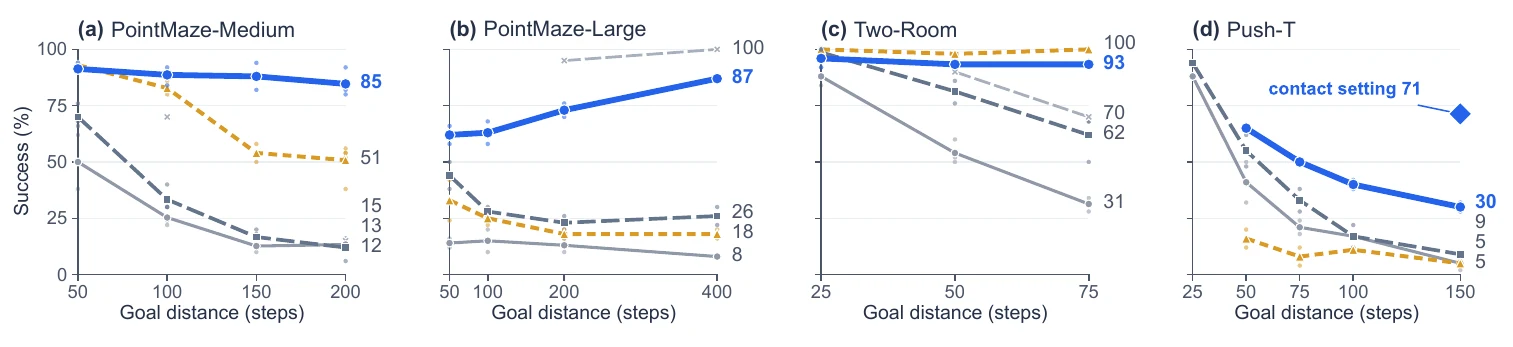 (a) PointMaze-Medium
Success (%)
100
75
50
25
0
85
51
15
13
12
50 100 150 200
Goal distance (steps)
(b) PointMaze-Large
100
87
26
18
8
50 100 200 400
Goal distance (steps)
(c) Two-Room
100
93
70
62
31
25 50 75
Goal distance (steps)
(d) Push-T
contact setting 71
30
9
5
5
25 50 75 100 150
Goal distance (steps)